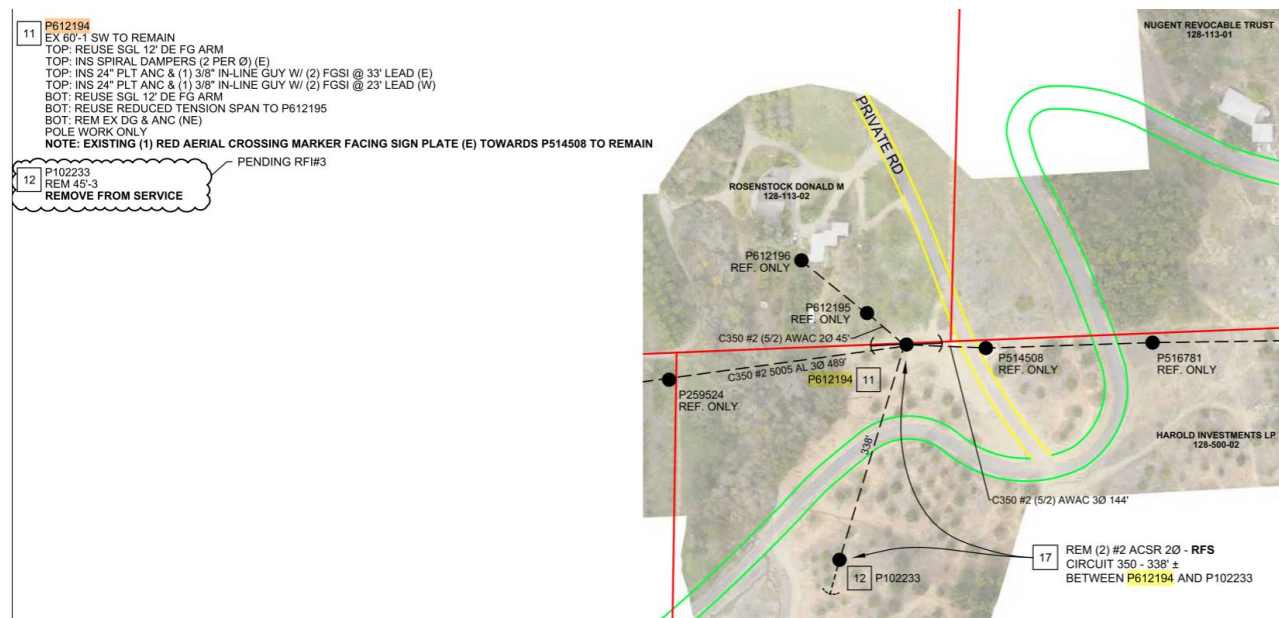 11
P612194
EX 60'-1 SW TO REMAIN
TOP: REUSE SGL 12' DE FG ARM
TOP: INS SPIRAL DAMPERS (2 PER Ø) (E)
TOP: INS 24" PLT ANC & (1) 3/8" IN-LINE GUY W/ (2) FGSI @ 33' LEAD (E)
TOP: INS 24" PLT ANC & (1) 3/8" IN-LINE GUY W/ (2) FGSI @ 23' LEAD (W)
BOT: REUSE SGL 12' DE FG ARM
BOT: REUSE REDUCED TENSION SPAN TO P612195
BOT: REM EX DG & ANC (NE)
POLE WORK ONLY
NOTE: EXISTING (1) RED AERIAL CROSSING MARKER FACING SIGN PLATE (E) TOWARDS P514508 TO REMAIN
PENDING RFI#3
12
P102233
REM 45'-3
REMOVE FROM SERVICE
NUGENT REVOCABLE TRUST
128-113-01
PRIVATE RD
ROSENSTOCK DONALD M
128-113-02
P612196
REF. ONLY
P612195
REF. ONLY
C350 #2 (5/2) AWAC 2Ø 45'
C350 #2 5005 AL 3Ø 489'
P612194 11
P514508
REF. ONLY
P516781
REF. ONLY
P259524
REF. ONLY
338'
HAROLD INVESTMENTS LP
128-500-02
C350 #2 (5/2) AWAC 3Ø 144'
12 P102233
17
REM (2) #2 ACSR 2Ø - RFS
CIRCUIT 350 - 338' ±
BETWEEN P612194 AND P102233